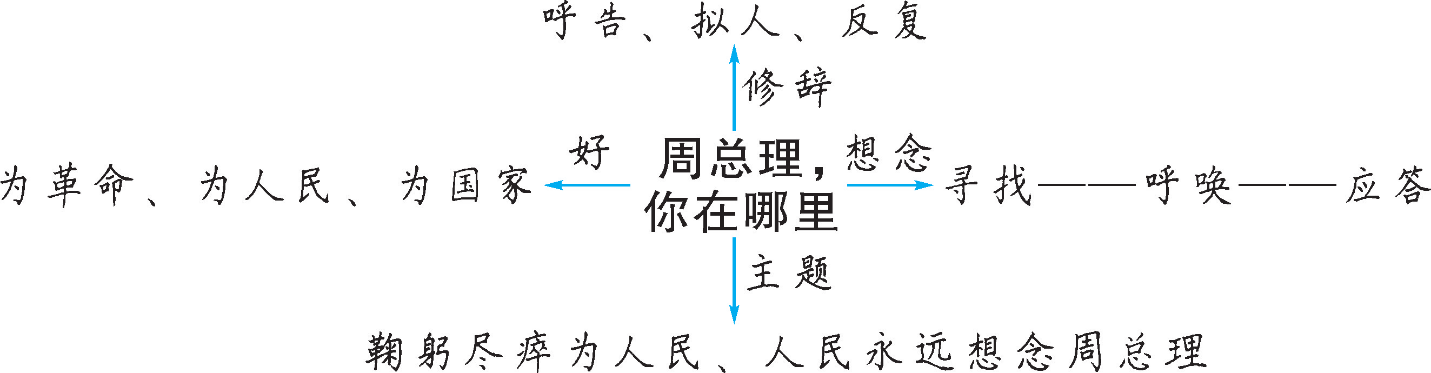 呼告、拟人、反复
修辞
好
周总理，
想念
为革命、为人民、为国家
寻找——呼唤——应答
你在哪里
主题
鞠躬尽瘁为人民、人民永远想念周总理